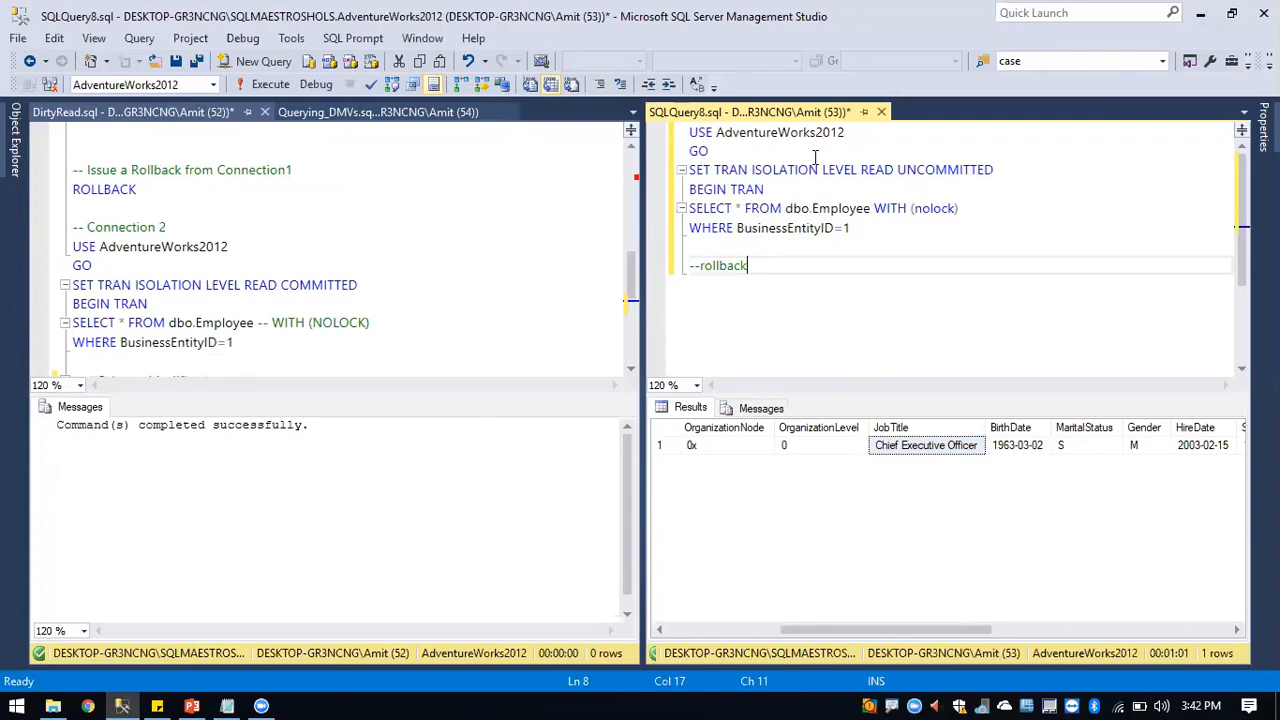 SQLQuery8.sql - DESKTOP-GR3NCNG\SQLMAESTROSHOLS.AdventureWorks2012 (DESKTOP-GR3NCNG\Amit (53))* - Microsoft SQL Server Management Studio
Quick Launch
File Edit View Query Project Debug Tools SQL Prompt Window Help
New Query
case
AdventureWorks2012
Execute Debug
Object Explorer
DirtyRead.sql - D...GR3NCNG\Amit (52))*
Querying_DMVs.sq...R3NCNG\Amit (54))
-- Issue a Rollback from Connection1
ROLLBACK
-- Connection 2
USE AdventureWorks2012
GO
SET TRAN ISOLATION LEVEL READ COMMITTED
BEGIN TRAN
SELECT * FROM dbo.Employee -- WITH (NOLOCK)
WHERE BusinessEntityID=1
120 %
Messages
Command(s) completed successfully.
120 %
DESKTOP-GR3NCNG\SQLMAESTROS... DESKTOP-GR3NCNG\Amit (52) AdventureWorks2012 00:00:00 0 rows
SQLQuery8.sql - D...R3NCNG\Amit (53))*
USE AdventureWorks2012
GO
SET TRAN ISOLATION LEVEL READ UNCOMMITTED
BEGIN TRAN
SELECT * FROM dbo.Employee WITH (nolock)
WHERE BusinessEntityID=1
--rollback
120 %
Results Messages
OrganizationNode OrganizationLevel JobTitle BirthDate MaritalStatus Gender HireDate S
1 0x 0 Chief Executive Officer 1963-03-02 S M 2003-02-15
DESKTOP-GR3NCNG\SQLMAESTROS... DESKTOP-GR3NCNG\Amit (53) AdventureWorks2012 00:01:01 1 rows
Properties
Ready Ln 8 Col 17 Ch 11 INS
3:42 PM